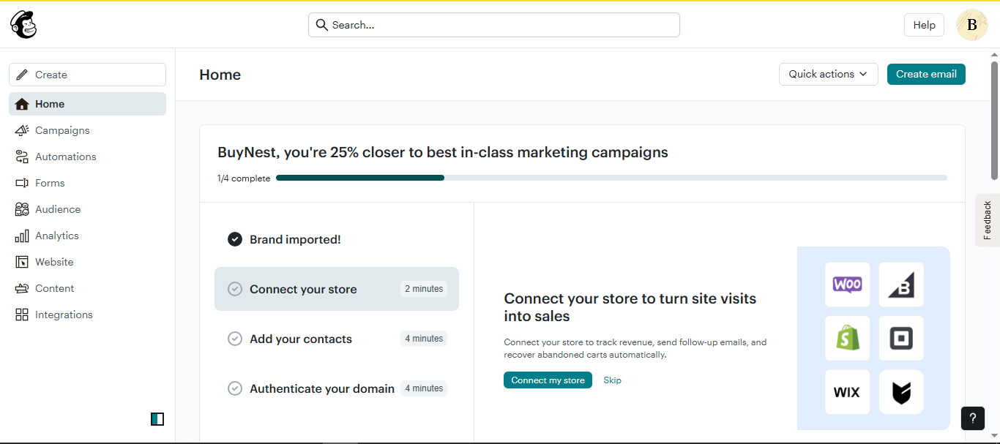 Search...
Help
B
Create
Home
Campaigns
Automations
Forms
Audience
Analytics
Website
Content
Integrations
Home
Quick actions
Create email
BuyNest, you're 25% closer to best in-class marketing campaigns
1/4 complete
Brand imported!
Connect your store 2 minutes
Add your contacts 4 minutes
Authenticate your domain 4 minutes
Connect your store to turn site visits
into sales
Connect your store to track revenue, send follow-up emails, and
recover abandoned carts automatically.
Connect my store Skip
WOO B
S
WIX
Feedback
?